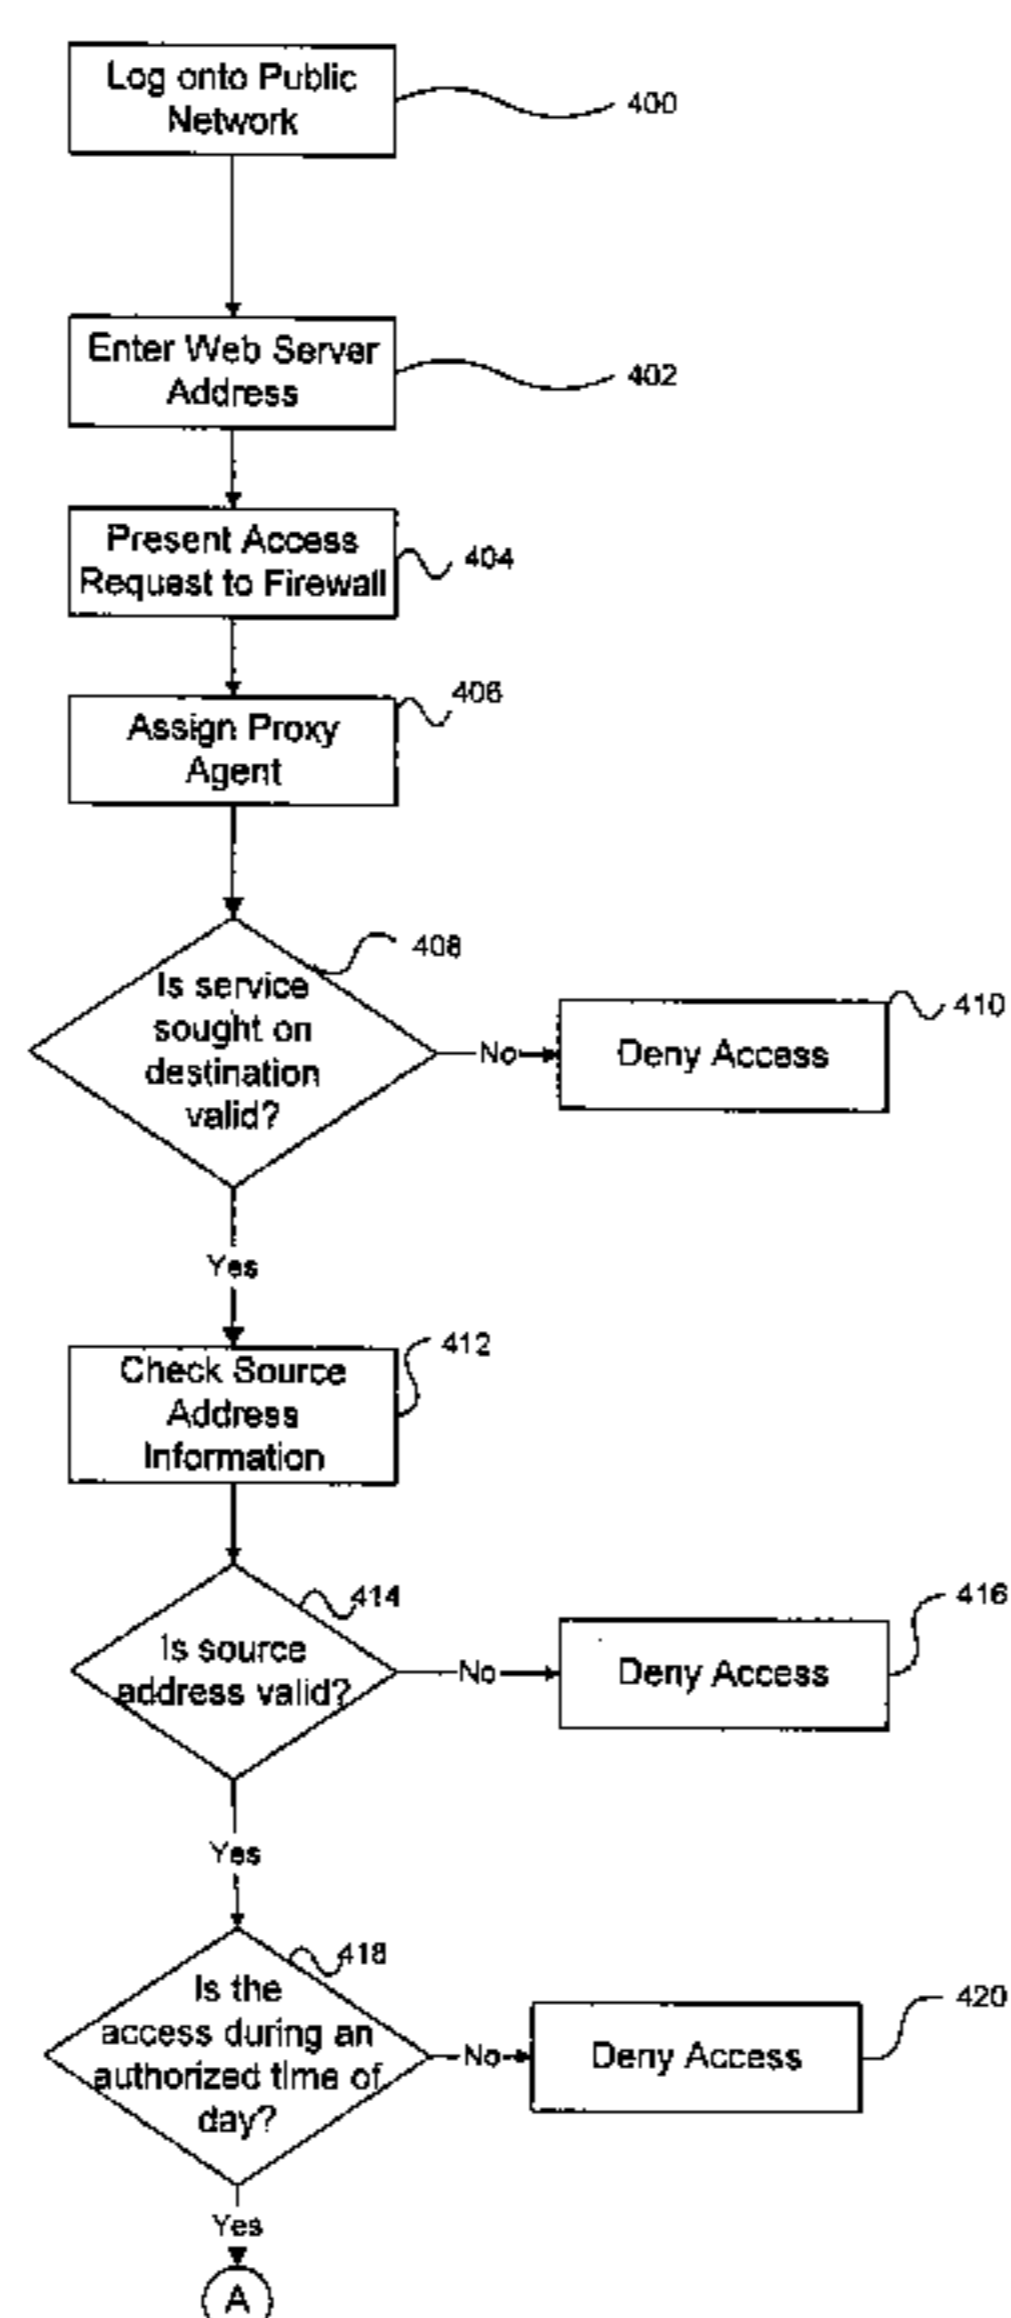 Log onto Public
Network
400
Enter Web Server
Address
402
Present Access
Request to Firewall
404
406
Assign Proxy
Agent
408
Is service
sought on
destination
valid?
No
Deny Access
410
Yes
412
Check Source
Address
Information
414
Is source
address valid?
No
Deny Access
416
Yes
418
Is the
access during an
authorized time of
day?
No
Deny Access
420
Yes
A